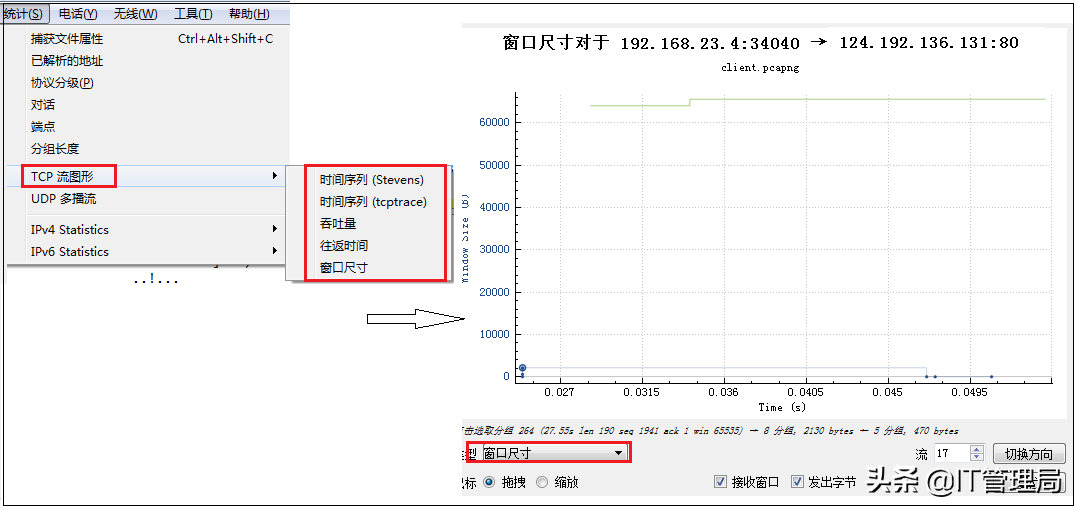 统计(S) 电话(Y) 无线(W) 工具(T) 帮助(H)
捕获文件属性 Ctrl+Alt+Shift+C
已解析的地址
协议分级(P)
对话
端点
分组长度
TCP 流图形
UDP 多播流
IPv4 Statistics
IPv6 Statistics
..!...
时间序列 (Stevens)
时间序列 (tcptrace)
吞吐量
往返时间
窗口尺寸
窗口尺寸对于 192.168.23.4:34040 → 124.192.136.131:80
client.pcapng
Window Size (B)
60000
50000
40000
30000
20000
10000
0
0.027 0.0315 0.036 0.0405 0.045 0.0495
Time (s)
击选取分组 264 (27.55s len 190 seq 1941 ack 1 win 65535) → 8 分组, 2130 bytes ← 5 分组, 470 bytes
型 窗口尺寸 流 17 切换方向
标 拖拽 缩放 接收窗口 发出字节
头条 @IT管理局